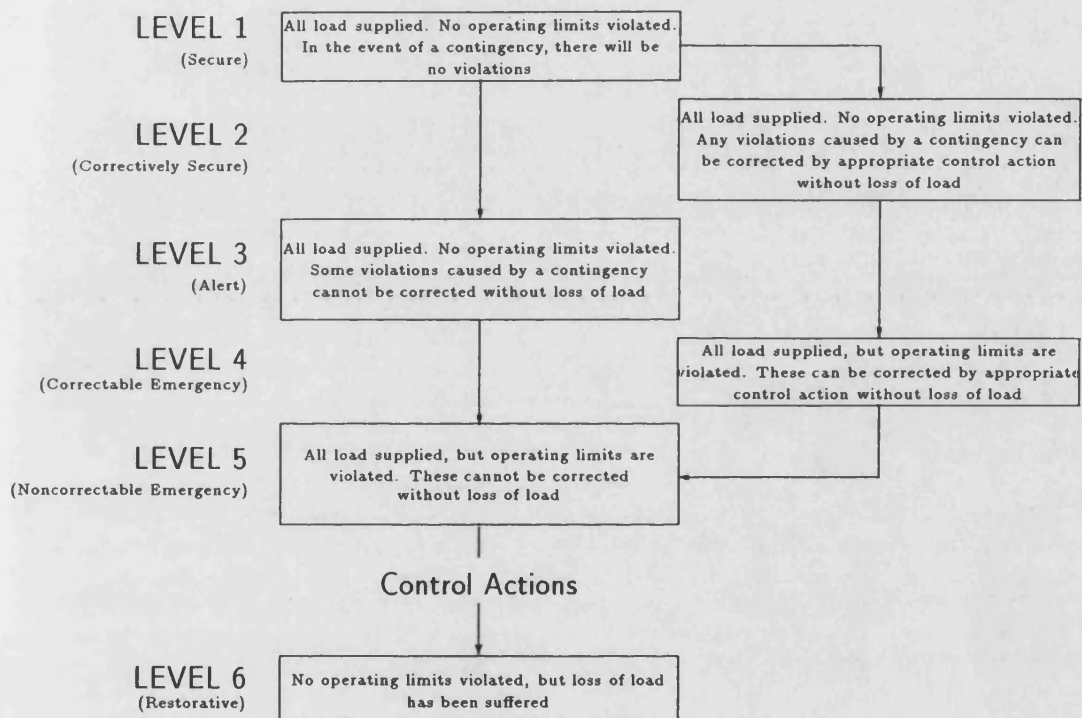 LEVEL 1
(Secure)
All load supplied. No operating limits violated.
In the event of a contingency, there will be
no violations
LEVEL 2
(Correctively Secure)
All load supplied. No operating limits violated.
Any violations caused by a contingency can
be corrected by appropriate control action
without loss of load
LEVEL 3
(Alert)
All load supplied. No operating limits violated.
Some violations caused by a contingency
cannot be corrected without loss of load
LEVEL 4
(Correctable Emergency)
All load supplied, but operating limits are
violated. These can be corrected by appropriate
control action without loss of load
LEVEL 5
(Noncorrectable Emergency)
All load supplied, but operating limits are
violated. These cannot be corrected
without loss of load
Control Actions
LEVEL 6
(Restorative)
No operating limits violated, but loss of load
has been suffered